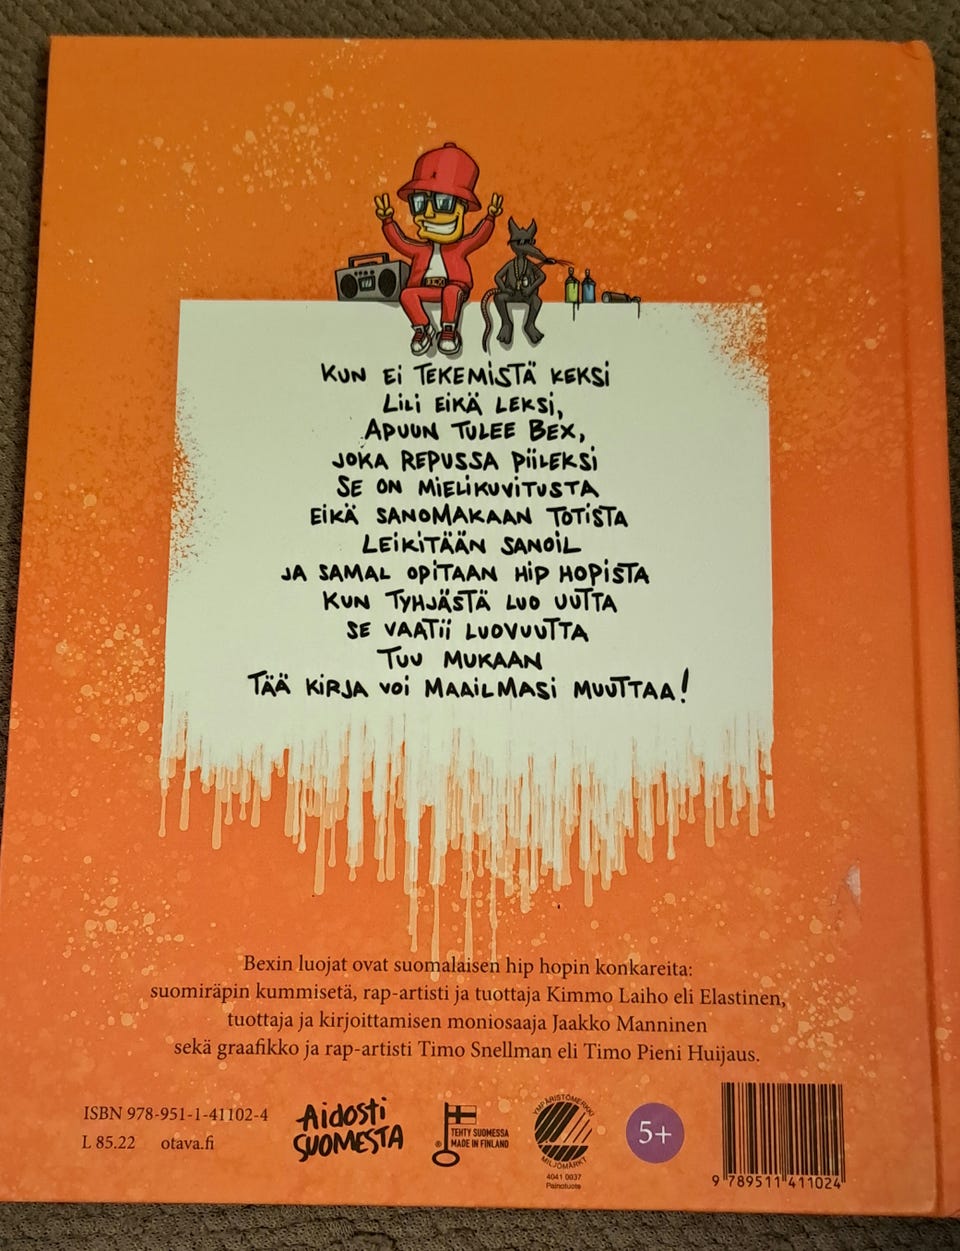 KUN EI TEKEMISTÄ KEKSI
LILI EIKÄ LEKSI,
APUUN TULEE BEX,
JOKA REPUSSA PIILEKSI
SE ON MIELIKUVITUSTA
EIKÄ SANOMAKAAN TOTISTA
LEIKITÄÄN SANOIL
JA SAMAL OPITAAN HIP HOPISTA
KUN TYHJÄSTÄ LUO UUTTA
SE VAATII LUOVUUTTA
TUU MUKAAN
TÄÄ KIRJA VOI MAAILMASI MUUTTAA!
Bexin luojat ovat suomalaisen hip hopin konkareita:
suomiräpin kummisetä, rap-artisti ja tuottaja Kimmo Laiho eli Elastinen,
tuottaja ja kirjoittamisen moniosaaja Jaakko Manninen
sekä graafikko ja rap-artisti Timo Snellman eli Timo Pieni Huijaus.
ISBN 978-951-1-41102-4
L 85.22 otava.fi
Aidosti
SUOMESTA
®
TEHTY SUOMESSA
MADE IN FINLAND
YMPÄRISTÖMERKKI
MILJÖMÄRKT
4041 0037
Painotuote
5+
9 789511 411024